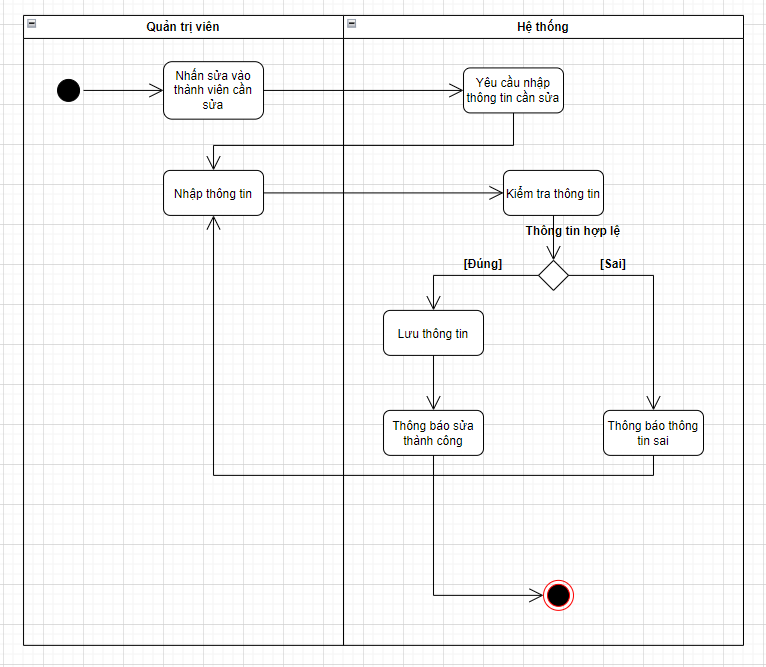 Quản trị viên
Hệ thống
Nhấn sửa vào
thành viên cần
sửa
Yêu cầu nhập
thông tin cần sửa
Nhập thông tin
Kiểm tra thông tin
Thông tin hợp lệ
[Đúng]
[Sai]
Lưu thông tin
Thông báo sửa
thành công
Thông báo thông
tin sai